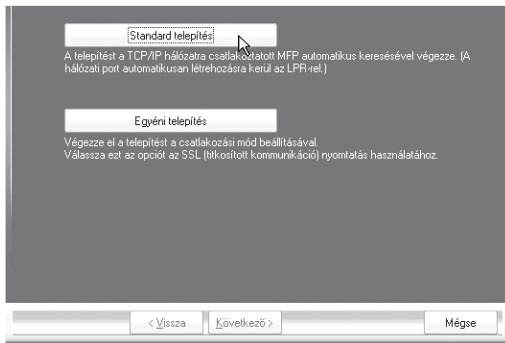 Standard telepítés
A telepítést a TCP/IP hálózatra csatlakoztatott MFP automatikus keresésével végezze. (A
hálózati port automatikusan létrehozásra kerül az LPR-rel.)
Egyéni telepítés
Végezze el a telepítést a csatlakozási mód beállításával.
Válassza ezt az opciót az SSL (titkosított kommunikáció) nyomtatás használatához.
< Vissza
Következő >
Mégse